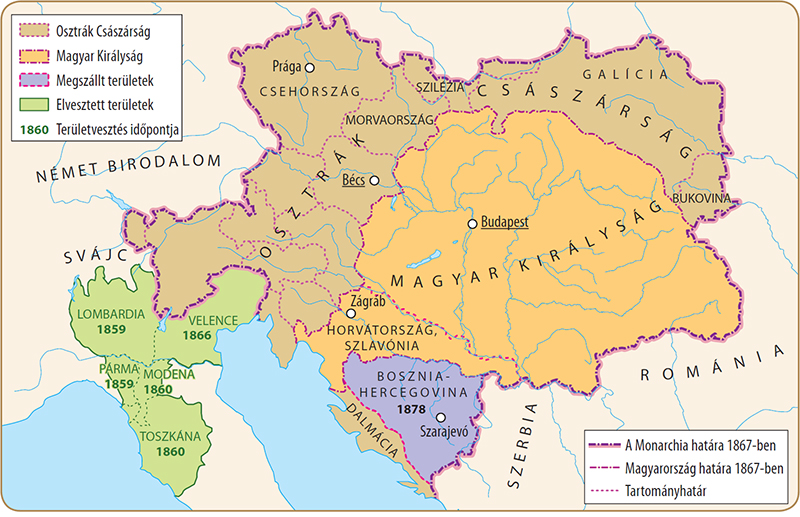 Osztrák Császárság
Magyar Királyság
Megszállt területek
Elvesztett területek
1860 Területvesztés időpontja
Prága
CSEHORSZÁG
SZILÉZIA
GALÍCIA
MORVAORSZÁG
OSZTRÁK CSÁSZÁRSÁG
NÉMET BIRODALOM
Bécs
BUKOVINA
Budapest
MAGYAR KIRÁLYSÁG
SVÁJC
LOMBARDIA
1859
VELENCE
1866
Zágráb
HORVÁTORSZÁG,
SZLAVÓNIA
PÁRMA
1859
MODENA
1860
BOSZNIA-
HERCEGOVINA
1878
ROMÁNIA
TOSZKÁNA
1860
DALMÁCIA
Szarajevó
SZERBIA
A Monarchia határa 1867-ben
Magyarország határa 1867-ben
Tartományhatár